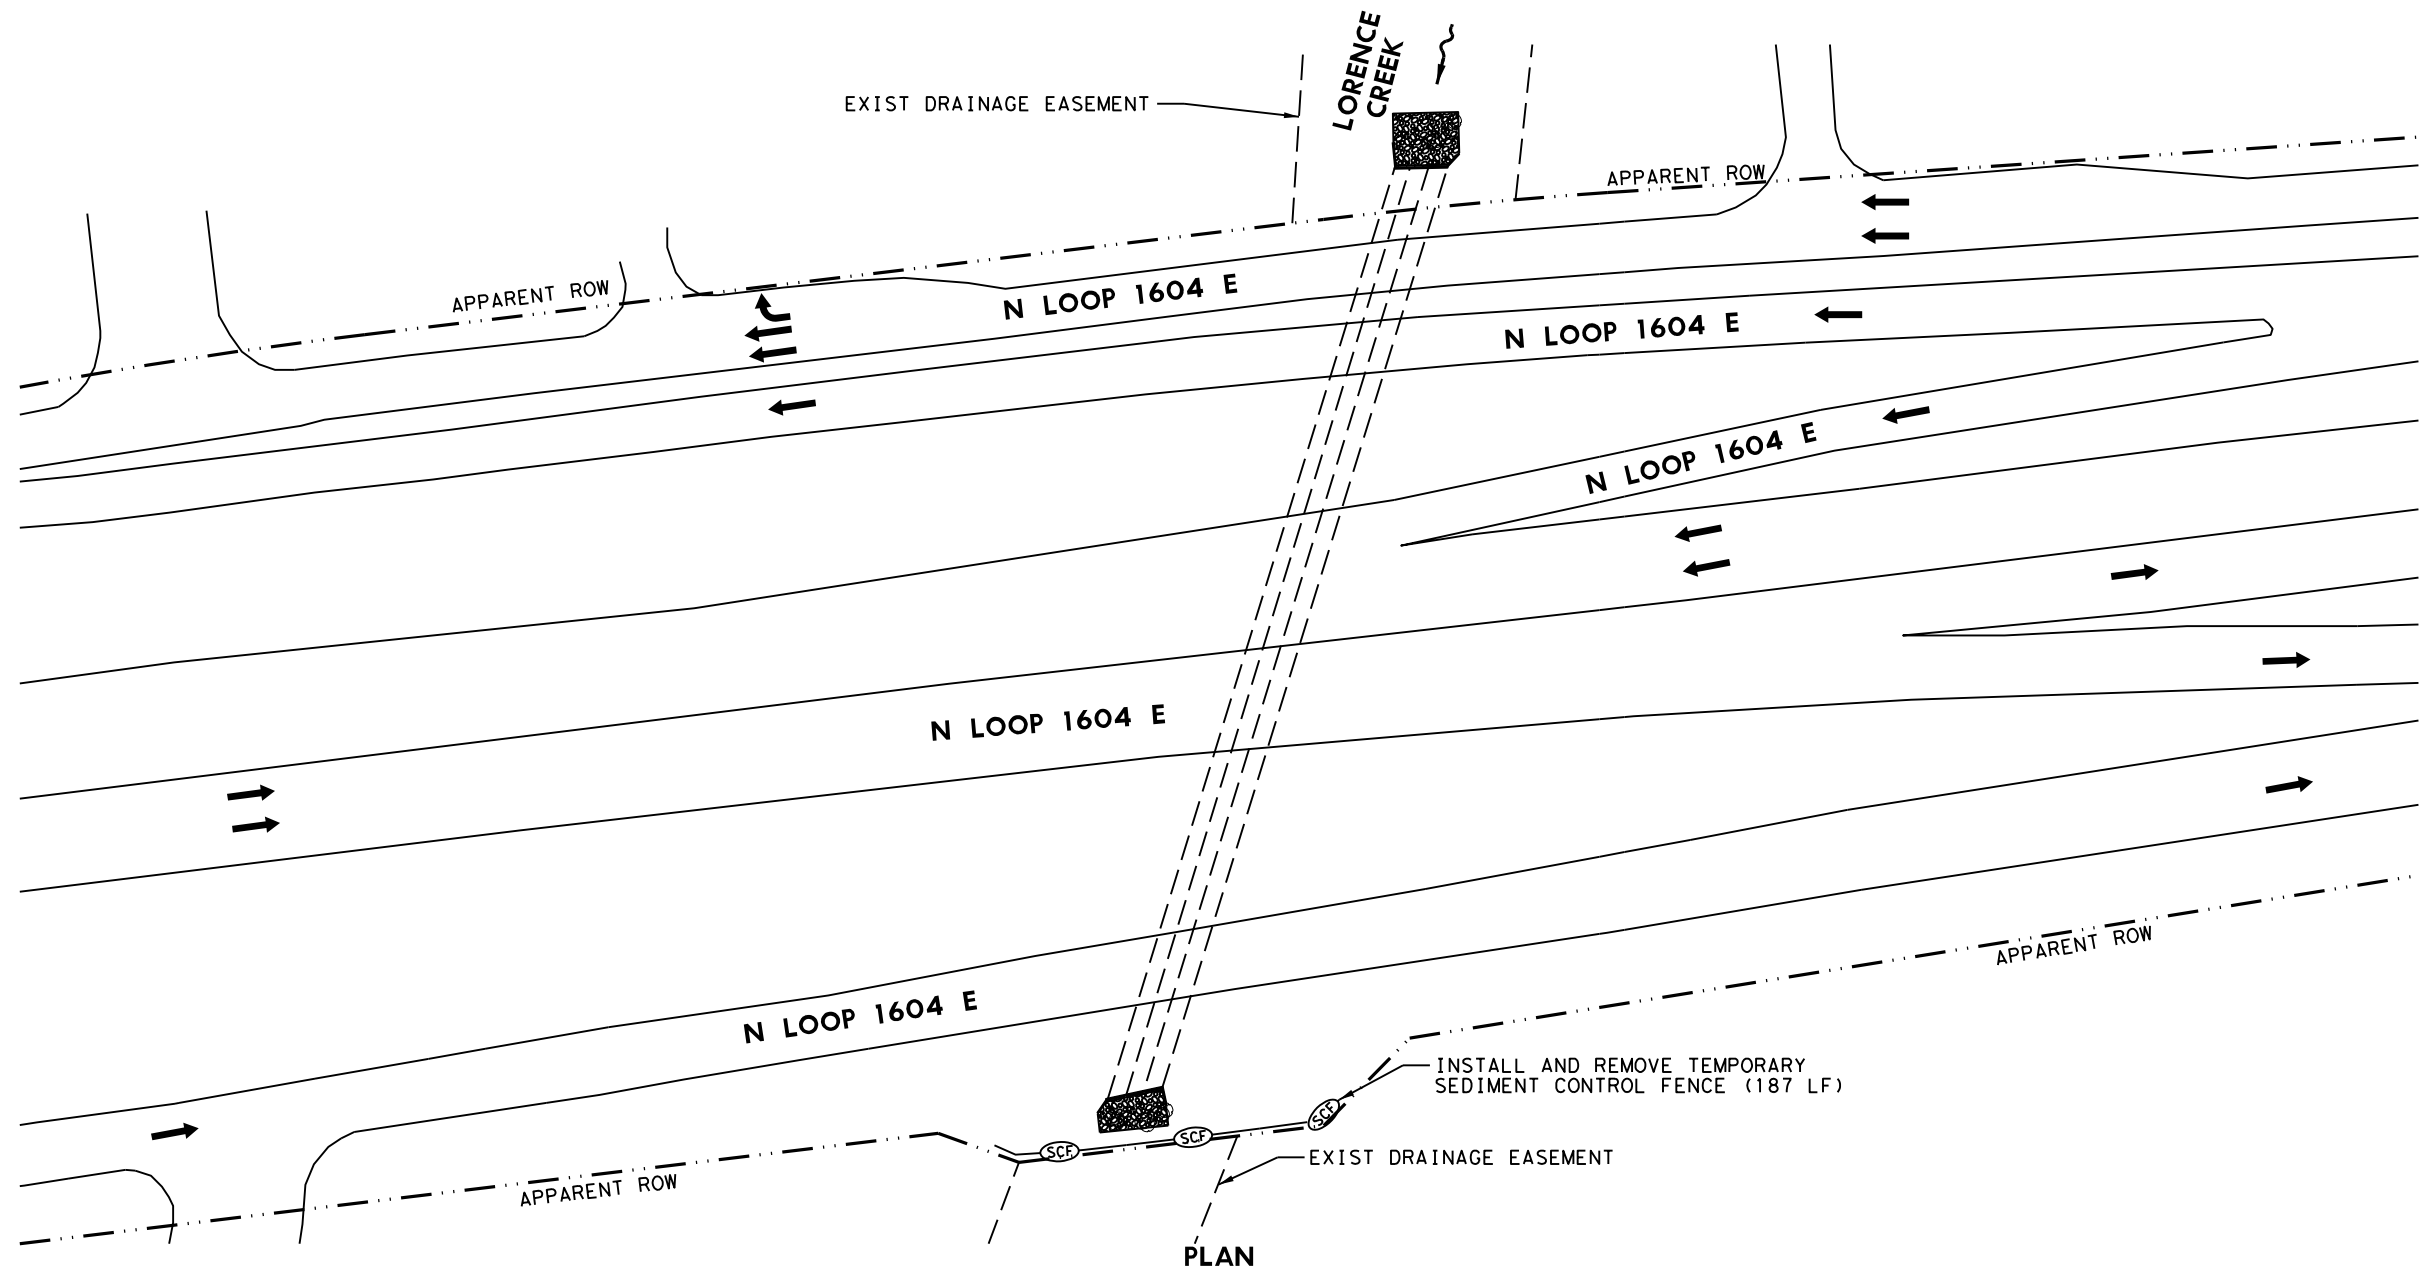 LORENCE
CREEK
EXIST DRAINAGE EASEMENT
APPARENT ROW
APPARENT ROW
N LOOP 1604 E
N LOOP 1604 E
N LOOP 1604 E
N LOOP 1604 E
N LOOP 1604 E
APPARENT ROW
INSTALL AND REMOVE TEMPORARY
SEDIMENT CONTROL FENCE (187 LF)
SCF
SCF
SCF
EXIST DRAINAGE EASEMENT
APPARENT ROW
PLAN